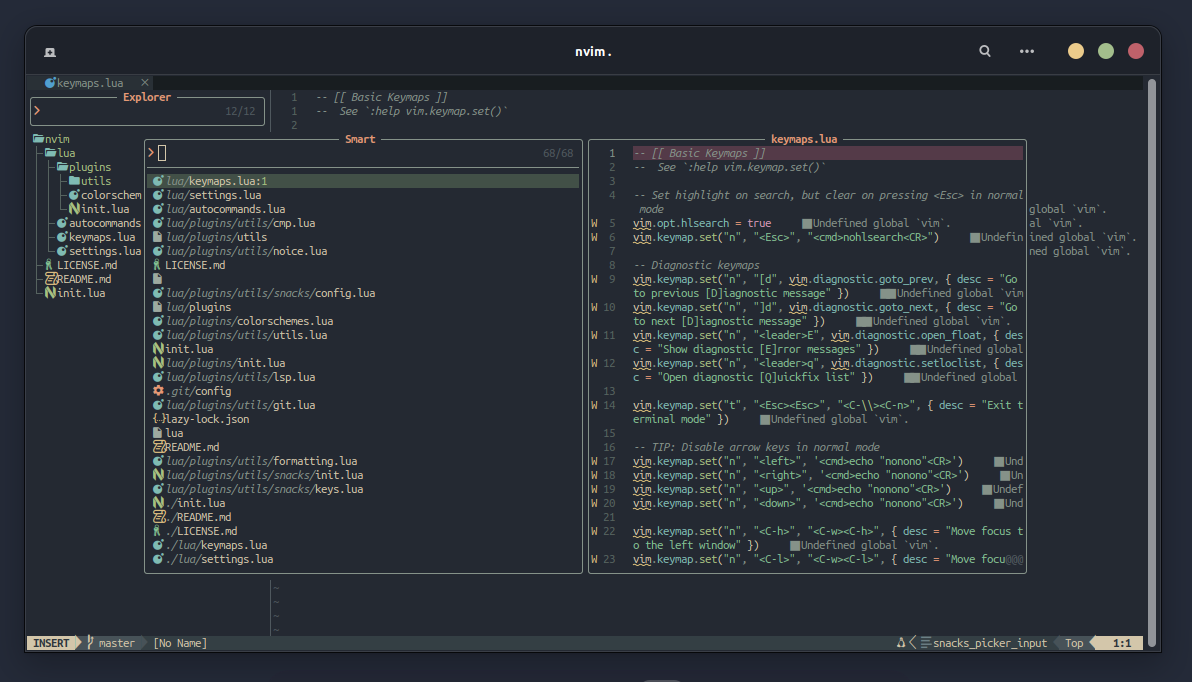 nvim .
keymaps.lua
Explorer
12/12
nvim
lua
plugins
utils
colorschem
init.lua
autocommands
keymaps.lua
settings.lua
LICENSE.md
README.md
init.lua
1 -- [[ Basic Keymaps ]]
1 -- See `:help vim.keymap.set()`
2
Smart
68/68
lua/keymaps.lua:1
lua/settings.lua
lua/autocommands.lua
lua/plugins/utils/cmp.lua
lua/plugins/utils
lua/plugins/utils/noice.lua
LICENSE.md
lua/plugins/utils/snacks/config.lua
lua/plugins
lua/plugins/colorschemes.lua
lua/plugins/utils/utils.lua
init.lua
lua/plugins/init.lua
lua/plugins/utils/lsp.lua
.git/config
lua/plugins/utils/git.lua
lazy-lock.json
lua
README.md
lua/plugins/utils/formatting.lua
lua/plugins/utils/snacks/init.lua
lua/plugins/utils/snacks/keys.lua
./init.lua
./README.md
./LICENSE.md
./lua/keymaps.lua
./lua/settings.lua
keymaps.lua
1 -- [[ Basic Keymaps ]]
2 -- See `:help vim.keymap.set()`
3
4 -- Set highlight on search, but clear on pressing <Esc> in normal
mode
W 5 vim.opt.hlsearch = true Undefined global `vim`.
W 6 vim.keymap.set("n", "<Esc>", "<cmd>nohlsearch<CR>") Undefin
7
8 -- Diagnostic keymaps
W 9 vim.keymap.set("n", "[d", vim.diagnostic.goto_prev, { desc = "Go
to previous [D]iagnostic message" }) Undefined global `vim
W 10 vim.keymap.set("n", "]d", vim.diagnostic.goto_next, { desc = "Go
to next [D]iagnostic message" }) Undefined global `vim`.
W 11 vim.keymap.set("n", "<leader>E", vim.diagnostic.open_float, { des
c = "Show diagnostic [E]rror messages" }) Undefined global
W 12 vim.keymap.set("n", "<leader>q", vim.diagnostic.setloclist, { des
c = "Open diagnostic [Q]uickfix list" }) Undefined global
13
W 14 vim.keymap.set("t", "<Esc><Esc>", "<C-\\><C-n>", { desc = "Exit t
erminal mode" }) Undefined global `vim`.
15
16 -- TIP: Disable arrow keys in normal mode
W 17 vim.keymap.set("n", "<left>", '<cmd>echo "nonono"<CR>') Und
W 18 vim.keymap.set("n", "<right>", '<cmd>echo "nonono"<CR>') Un
W 19 vim.keymap.set("n", "<up>", '<cmd>echo "nonono"<CR>') Undef
W 20 vim.keymap.set("n", "<down>", '<cmd>echo "nonono"<CR>') Und
21
W 22 vim.keymap.set("n", "<C-h>", "<C-w><C-h>", { desc = "Move focus t
o the left window" }) Undefined global `vim`.
W 23 vim.keymap.set("n", "<C-l>", "<C-w><C-l>", { desc = "Move focu@@@
global `vim`.
al `vim`.
ined global `vim`.
ned global `vim`.
~
~
~
~
INSERT master [No Name] snacks_picker_input Top 1:1